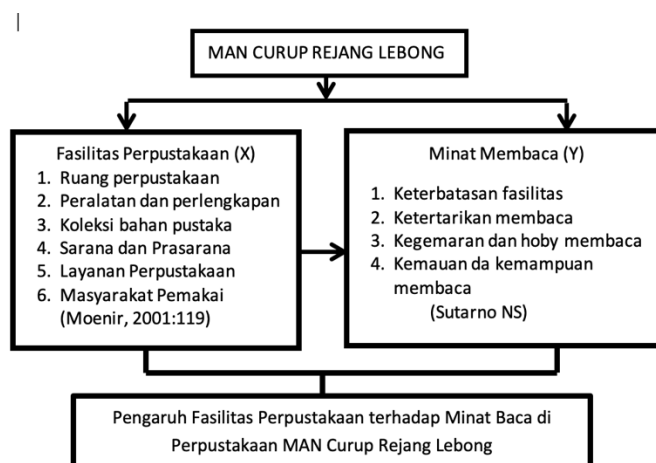 MAN CURUP REJANG LEBONG
Fasilitas Perpustakaan (X)
1. Ruang perpustakaan
2. Peralatan dan perlengkapan
3. Koleksi bahan pustaka
4. Sarana dan Prasarana
5. Layanan Perpustakaan
6. Masyarakat Pemakai
(Moenir, 2001:119)
Minat Membaca (Y)
1. Keterbatasan fasilitas
2. Ketertarikan membaca
3. Kegemaran dan hoby membaca
4. Kemauan da kemampuan
membaca
(Sutarno NS)
Pengaruh Fasilitas Perpustakaan terhadap Minat Baca di
Perpustakaan MAN Curup Rejang Lebong